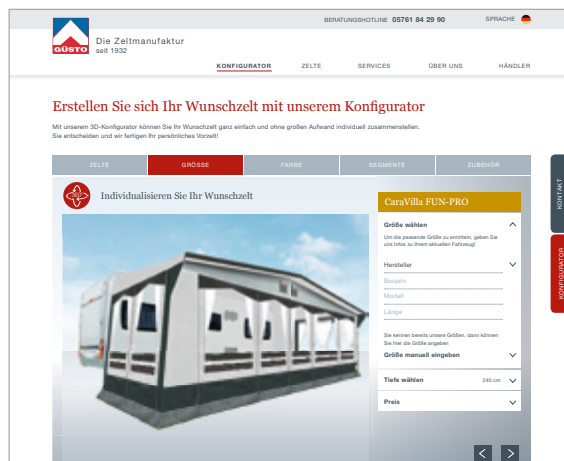 BERATUNGSHOTLINE 05761 84 29 90
SPRACHE
GÜSTO
Die Zeltmanufaktur
seit 1932
KONFIGURATOR
ZELTE
SERVICES
ÜBER UNS
HÄNDLER
Erstellen Sie sich Ihr Wunschzelt mit unserem Konfigurator
Mit unserem 3D-Konfigurator können Sie Ihr Wunschzelt ganz einfach und ohne großen Aufwand individuell zusammenstellen.
Sie entscheiden und wir fertigen Ihr persönliches Vorzelt!
ZELTE
GRÖSSE
FARBE
SEGMENTE
ZUBEHÖR
360°
Individualisieren Sie Ihr Wunschzelt
CaraVilla FUN-PRO
Größe wählen
Um die passende Größe zu ermitteln, geben Sie
uns Infos zu Ihrem aktuellen Fahrzeug!
Hersteller
Baujahr
Modell
Länge
Sie kennen bereits unsere Größen, dann können
Sie hier die Größe angeben
Größe manuell eingeben
Tiefe wählen 240 cm
Preis
KONTAKT
KONFIGURATOR